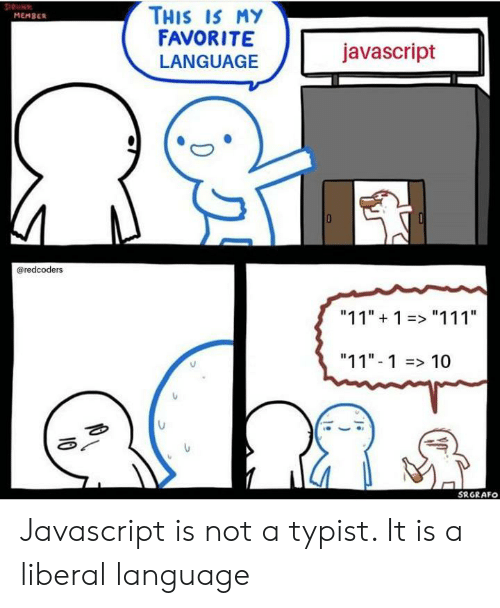 DRUNK
MEMBER
THIS IS MY
FAVORITE
LANGUAGE
javascript
@redcoders
"11" + 1 => "111"
"11" - 1 => 10
SRGRAFO
Javascript is not a typist. It is a
liberal language